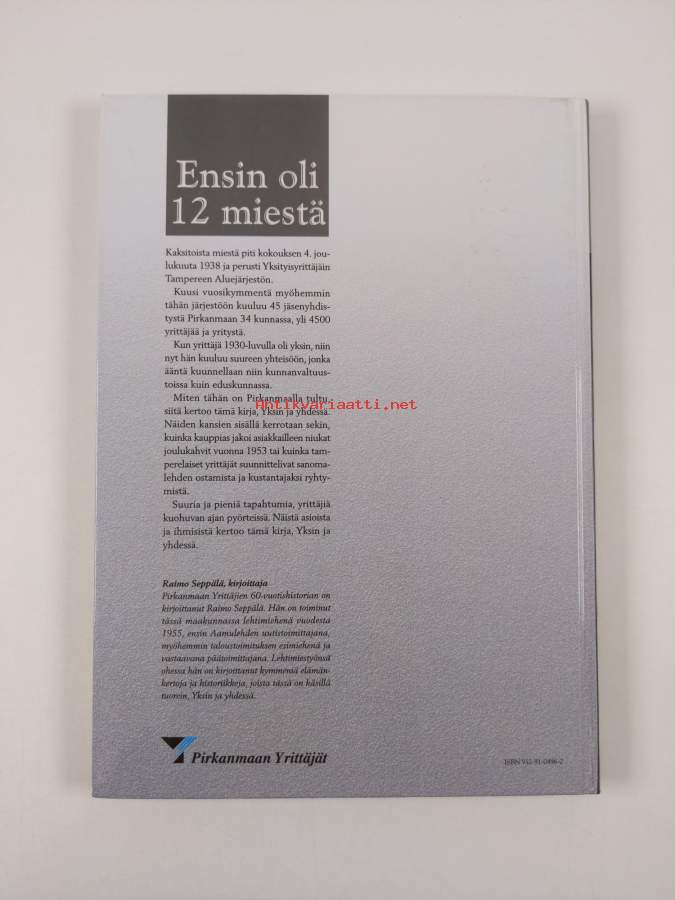 Ensin oli
12 miestä
Kaksitoista miestä piti kokouksen 4. jou-
lukuuta 1938 ja perusti Yksityisyrittäjäin
Tampereen Aluejärjestön.
Kuusi vuosikymmentä myöhemmin
tähän järjestöön kuuluu 45 jäsenyhdis-
tystä Pirkanmaan 34 kunnassa, yli 4500
yrittäjää ja yritystä.
Kun yrittäjä 1930-luvulla oli yksin, niin
nyt hän kuuluu suureen yhteisöön, jonka
ääntä kuunnellaan niin kunnanvaltuus-
toissa kuin eduskunnassa.
Miten tähän on Pirkanmaalla tultu,
Antikvariaatti.net
siitä kertoo tämä kirja, Yksin ja yhdessä.
Näiden kansien sisällä kerrotaan sekin,
kuinka kauppias jakoi asiakkailleen niukat
joulukahvit vuonna 1953 tai kuinka tam-
perelaiset yrittäjät suunnittelivat sanoma-
lehden ostamista ja kustantajaksi ryhty-
mistä.
Suuria ja pieniä tapahtumia, yrittäjiä
kuohuvan ajan pyörteissä. Näistä asioista
ja ihmisistä kertoo tämä kirja, Yksin ja
yhdessä.
Raimo Seppälä, kirjoittaja
Pirkanmaan Yrittäjien 60-vuotishistorian on
kirjoittanut Raimo Seppälä. Hän on toiminut
tässä maakunnassa lehtimiehenä vuodesta
1955, ensin Aamulehden uutistoimittajana,
myöhemmin taloustoimituksen esimiehenä ja
vastaavana päätoimittajana. Lehtimiestyönsä
ohessa hän on kirjoittanut kymmeniä elämän-
kertoja ja historiikkeja, joista tässä on käsillä
tuorein, Yksin ja yhdessä.
Pirkanmaan Yrittäjät
ISBN 952-91-0496-2